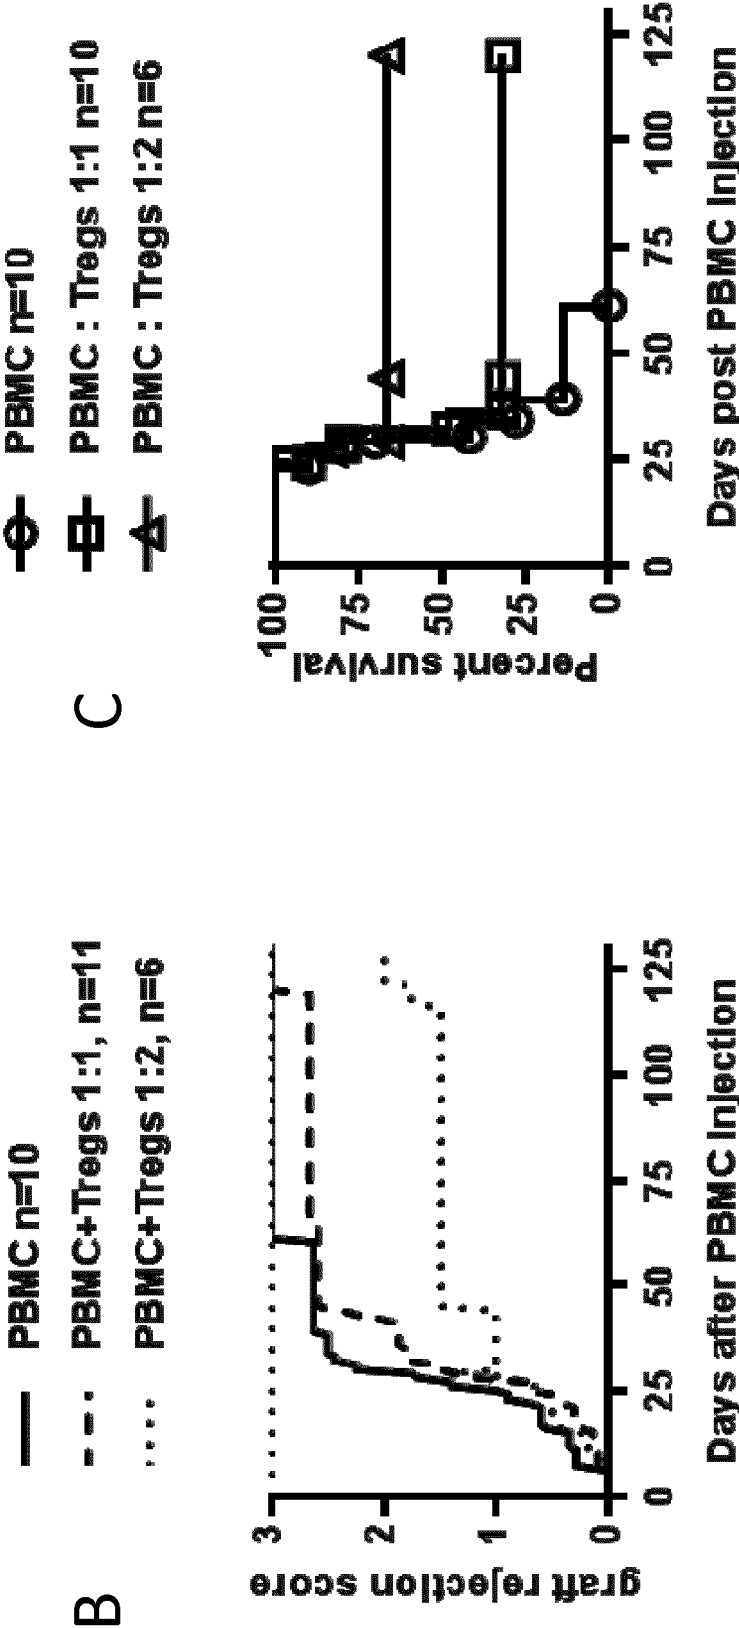 B
PBMC n=10
PBMC+Tregs 1:1, n=11
PBMC+Tregs 1:2, n=6
graft rejection score
3
2
1
0
0 25 50 75 100 125
Days after PBMC Injection
C
PBMC n=10
PBMC : Tregs 1:1 n=10
PBMC : Tregs 1:2 n=6
Percent survival
100
75
50
25
0
0 25 50 75 100 125
Days post PBMC Injection